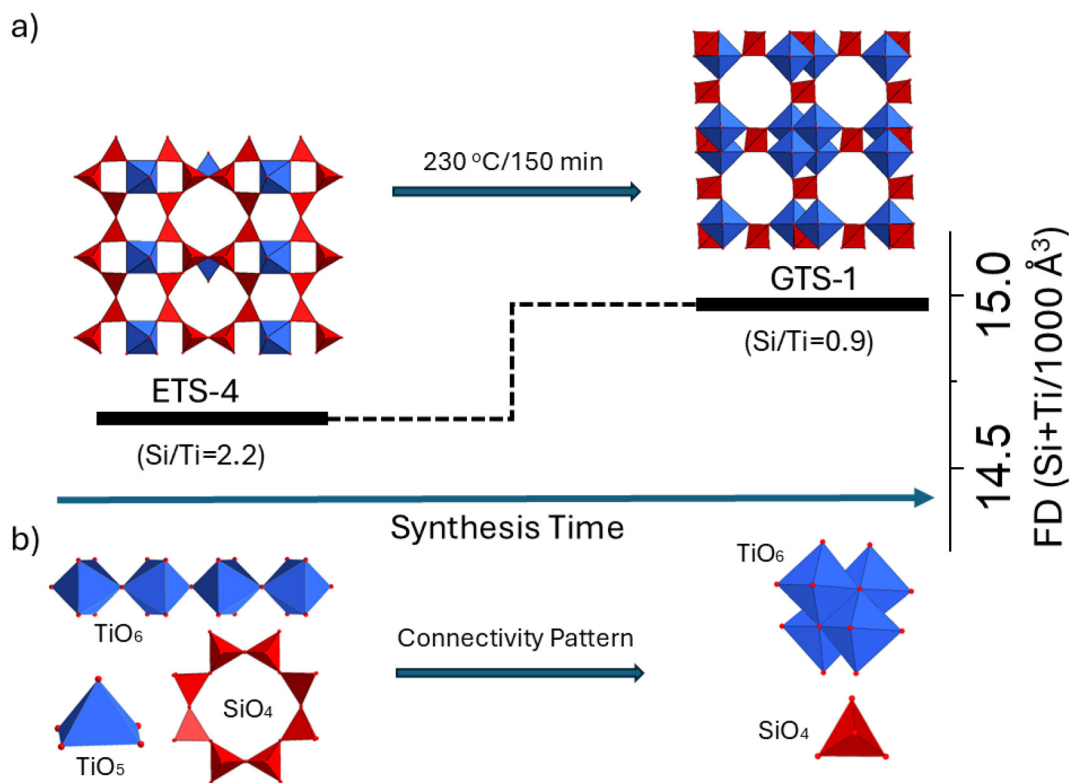 a)
230 °C/150 min
ETS-4
(Si/Ti=2.2)
GTS-1
(Si/Ti=0.9)
15.0
14.5
FD (Si+Ti/1000 Å³)
Synthesis Time
b)
TiO₆
TiO₅
SiO₄
Connectivity Pattern
TiO₆
SiO₄